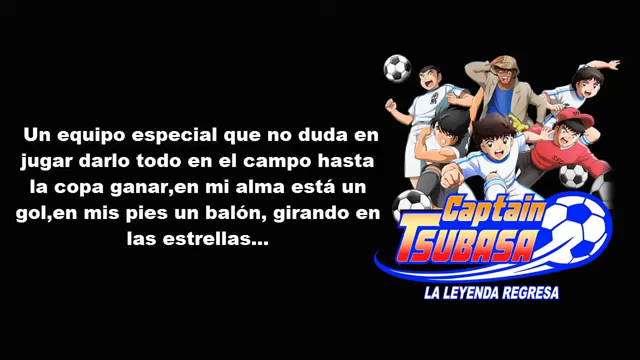 Un equipo especial que no duda en
jugar darlo todo en el campo hasta
la copa ganar,en mi alma está un
gol,en mis pies un balón, girando en
las estrellas...
Captain
TSUBASA
LA LEYENDA REGRESA